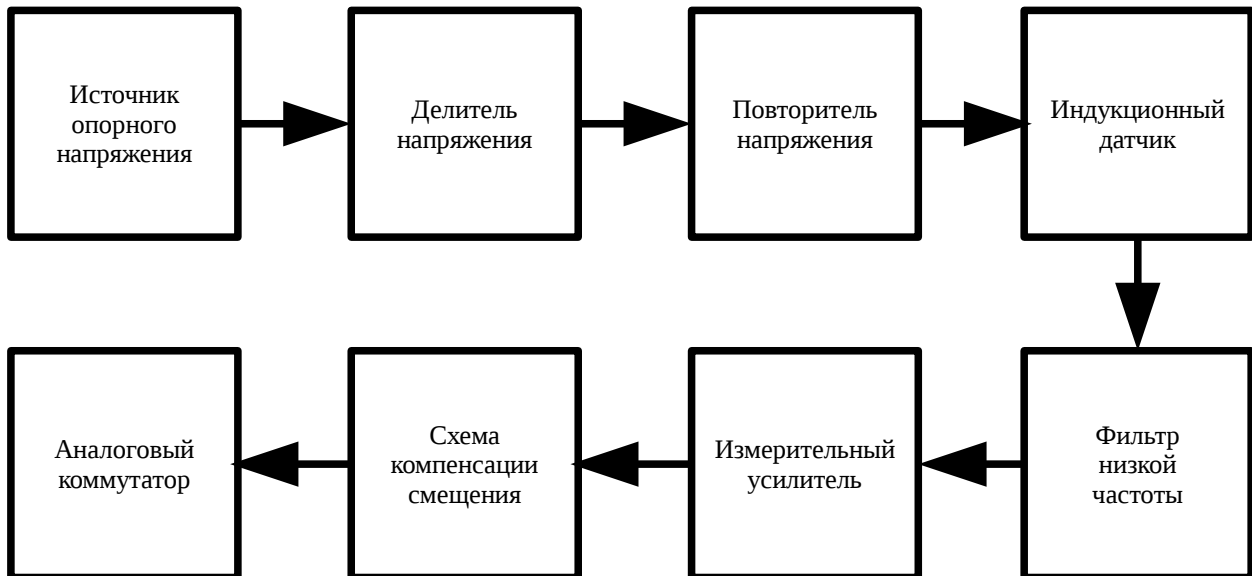 Источник
опорного
напряжения
Делитель
напряжения
Повторитель
напряжения
Индукционный
датчик
Аналоговый
коммутатор
Схема
компенсации
смещения
Измерительный
усилитель
Фильтр
низкой
частоты